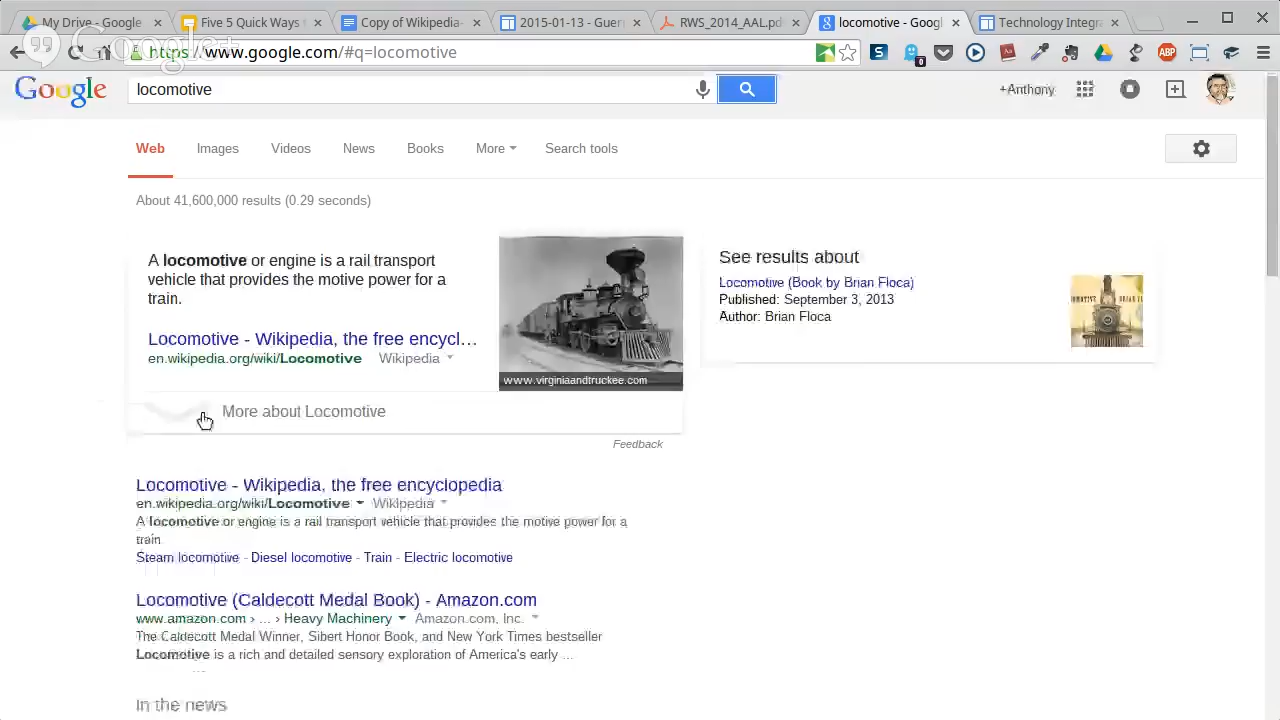 My Drive - Google
Five 5 Quick Ways
Copy of Wikipedia-
2015-01-13 - Guer
RWS_2014_AAL.pd
locomotive - Googl
Technology Integra
Google+
https://www.google.com/#q=locomotive
0
ABP
Google
locomotive
+Anthony
Web
Images
Videos
News
Books
More
Search tools
About 41,600,000 results (0.29 seconds)
A locomotive or engine is a rail transport
vehicle that provides the motive power for a
train.
Locomotive - Wikipedia, the free encycl...
en.wikipedia.org/wiki/Locomotive Wikipedia
www.virginiaandtruckee.com
More about Locomotive
Feedback
See results about
Locomotive (Book by Brian Floca)
Published: September 3, 2013
Author: Brian Floca
Locomotive - Wikipedia, the free encyclopedia
en.wikipedia.org/wiki/Locomotive Wikipedia
A locomotive or engine is a rail transport vehicle that provides the motive power for a
train.
Steam locomotive - Diesel locomotive - Train - Electric locomotive
Locomotive (Caldecott Medal Book) - Amazon.com
www.amazon.com › ... › Heavy Machinery Amazon.com, Inc.
The Caldecott Medal Winner, Sibert Honor Book, and New York Times bestseller
Locomotive is a rich and detailed sensory exploration of America's early ...
In the news